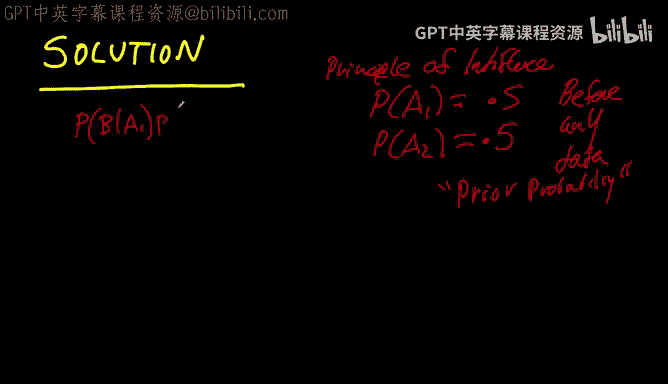 GPT中英字幕课程资源@bilibili.com
GPT中英字幕课程资源 bilibili
SOLUTION
Principle of
P(A₁) = .5 Before
any
P(A₂) = .5 data
"Prior Probability"
P(B|A₁)P